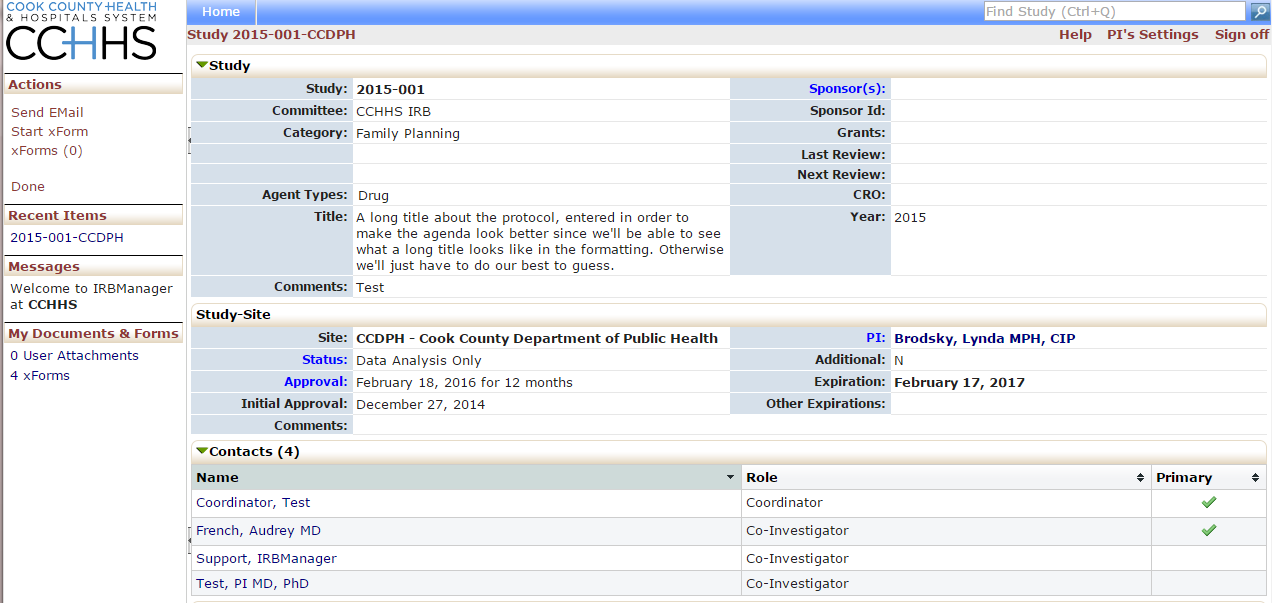 COOK COUNTY HEALTH
& HOSPITALS SYSTEM
CCHHS
Home
Find Study (Ctrl+Q)
Study 2015-001-CCDPH
Help PI's Settings Sign off
Actions
Send EMail
Start xForm
xForms (0)
Done
Recent Items
2015-001-CCDPH
Messages
Welcome to IRBManager
at CCHHS
My Documents & Forms
0 User Attachments
4 xForms
Study
Study: 2015-001 Sponsor(s):
Committee: CCHHS IRB Sponsor Id:
Category: Family Planning Grants:
Last Review:
Next Review:
Agent Types: Drug CRO:
Title: A long title about the protocol, entered in order to Year: 2015
make the agenda look better since we'll be able to see
what a long title looks like in the formatting. Otherwise
we'll just have to do our best to guess.
Comments: Test
Study-Site
Site: CCDPH - Cook County Department of Public Health PI: Brodsky, Lynda MPH, CIP
Status: Data Analysis Only Additional: N
Approval: February 18, 2016 for 12 months Expiration: February 17, 2017
Initial Approval: December 27, 2014 Other Expirations:
Comments:
Contacts (4)
Name Role Primary
Coordinator, Test Coordinator
French, Audrey MD Co-Investigator
Support, IRBManager Co-Investigator
Test, PI MD, PhD Co-Investigator